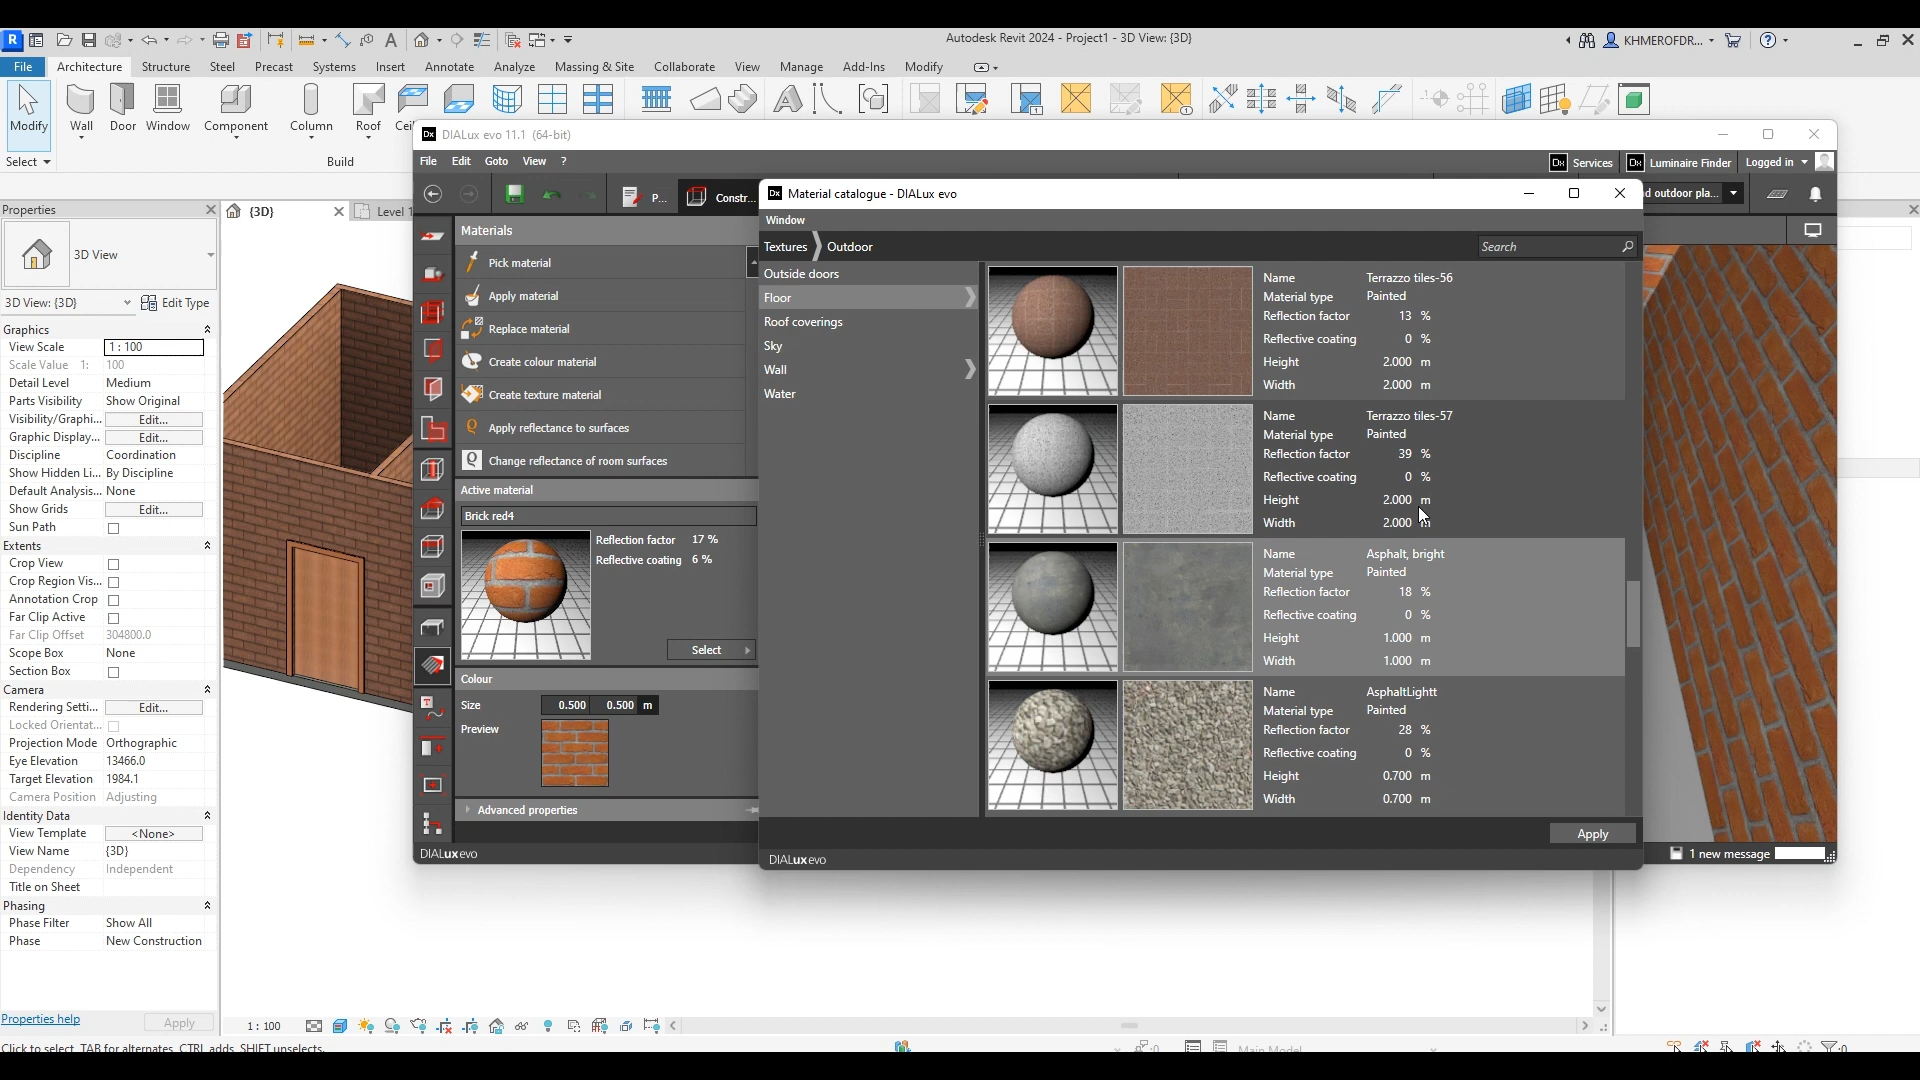 Autodesk Revit 2024 - Project1 - 3D View: {3D}
KHMEROFDR...
File Architecture Structure Steel Precast Systems Insert Annotate Analyze Massing & Site Collaborate View Manage Add-Ins Modify
Modify Wall Door Window Component Column Roof
Select Build
Properties
{3D} Level 1
3D View
3D View: {3D} Edit Type
Graphics
View Scale 1 : 100
Scale Value 1: 100
Detail Level Medium
Parts Visibility Show Original
Visibility/Graphi... Edit...
Graphic Display... Edit...
Discipline Coordination
Show Hidden Li... By Discipline
Default Analysis... None
Show Grids Edit...
Sun Path
Extents
Crop View
Crop Region Vis...
Annotation Crop
Far Clip Active
Far Clip Offset 304800.0
Scope Box None
Section Box
Camera
Rendering Setti... Edit...
Locked Orientat...
Projection Mode Orthographic
Eye Elevation 13466.0
Target Elevation 1984.1
Camera Position Adjusting
Identity Data
View Template <None>
View Name {3D}
Dependency Independent
Title on Sheet
Phasing
Phase Filter Show All
Phase New Construction
Properties help Apply
1 : 100
Click to select, TAB for alternates, CTRL adds, SHIFT unselects.
:0 Main Model :0
DIALux evo 11.1 (64-bit)
File Edit Goto View ?
Services Luminaire Finder Logged in
P... Constr...
d outdoor pla...
Materials
Pick material
Apply material
Replace material
Create colour material
Create texture material
Apply reflectance to surfaces
Change reflectance of room surfaces
Active material
Brick red4
Reflection factor 17 %
Reflective coating 6 %
Select
Colour
Size 0.500 0.500 m
Preview
Advanced properties
DIALux evo
1 new message
Material catalogue - DIALux evo
Window
Textures Outdoor
Search
Outside doors
Floor
Roof coverings
Sky
Wall
Water
Name Terrazzo tiles-56
Material type Painted
Reflection factor 13 %
Reflective coating 0 %
Height 2.000 m
Width 2.000 m
Name Terrazzo tiles-57
Material type Painted
Reflection factor 39 %
Reflective coating 0 %
Height 2.000 m
Width 2.000 m
Name Asphalt, bright
Material type Painted
Reflection factor 18 %
Reflective coating 0 %
Height 1.000 m
Width 1.000 m
Name AsphaltLightt
Material type Painted
Reflection factor 28 %
Reflective coating 0 %
Height 0.700 m
Width 0.700 m
Apply
DIALux evo